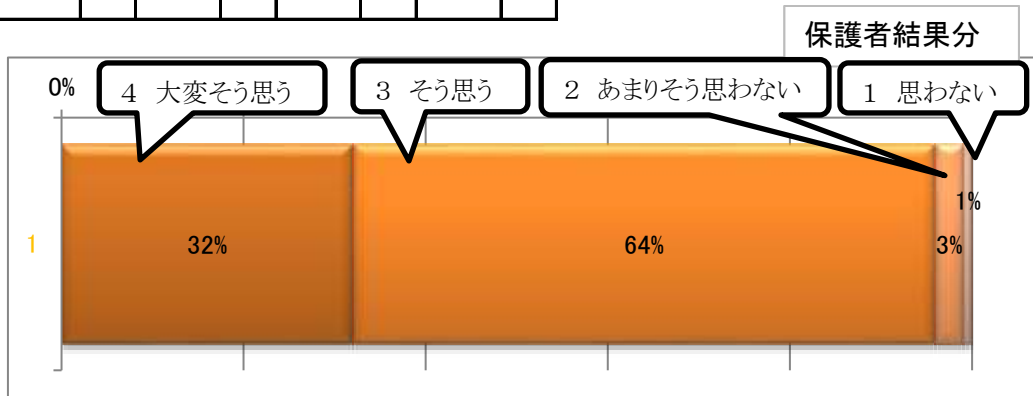 保護者結果分
0%
4 大変そう思う
3 そう思う
2 あまりそう思わない
1 思わない
1
32%
64%
3%
1%